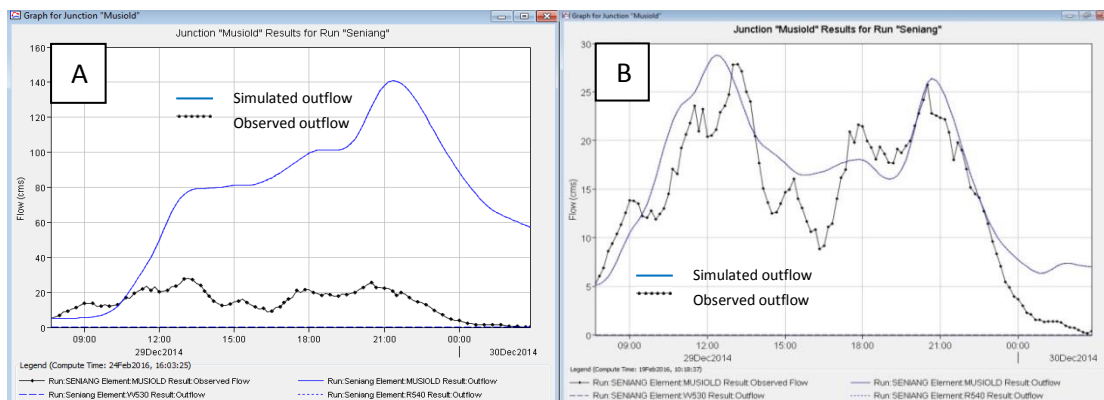 Graph for Junction "Musiold"
Junction "Musiold" Results for Run "Seniang"
A
Simulated outflow
Observed outflow
Flow (cms)
160
140
120
100
80
60
40
20
0
09:00
12:00
15:00
18:00
21:00
00:00
29Dec2014
30Dec2014
Legend (Compute Time: 24Feb2016, 16:03:25)
Run:SENIANG Element:MUSIOLD Result:Observed Flow
Run:Seniang Element:MUSIOLD Result:Outflow
Run:Seniang Element:W530 Result:Outflow
Run:Seniang Element:R540 Result:Outflow
Graph for Junction "Musiold"
Junction "Musiold" Results for Run "Seniang"
B
Simulated outflow
Observed outflow
Flow (cms)
30
25
20
15
10
5
0
09:00
12:00
15:00
18:00
21:00
00:00
29Dec2014
30Dec2014
Legend (Compute Time: 19Feb2016, 10:18:37)
Run:SENIANG Element:MUSIOLD Result:Observed Flow
Run:SENIANG Element:MUSIOLD Result:Outflow
Run:SENIANG Element:W530 Result:Outflow
Run:SENIANG Element:R540 Result:Outflow